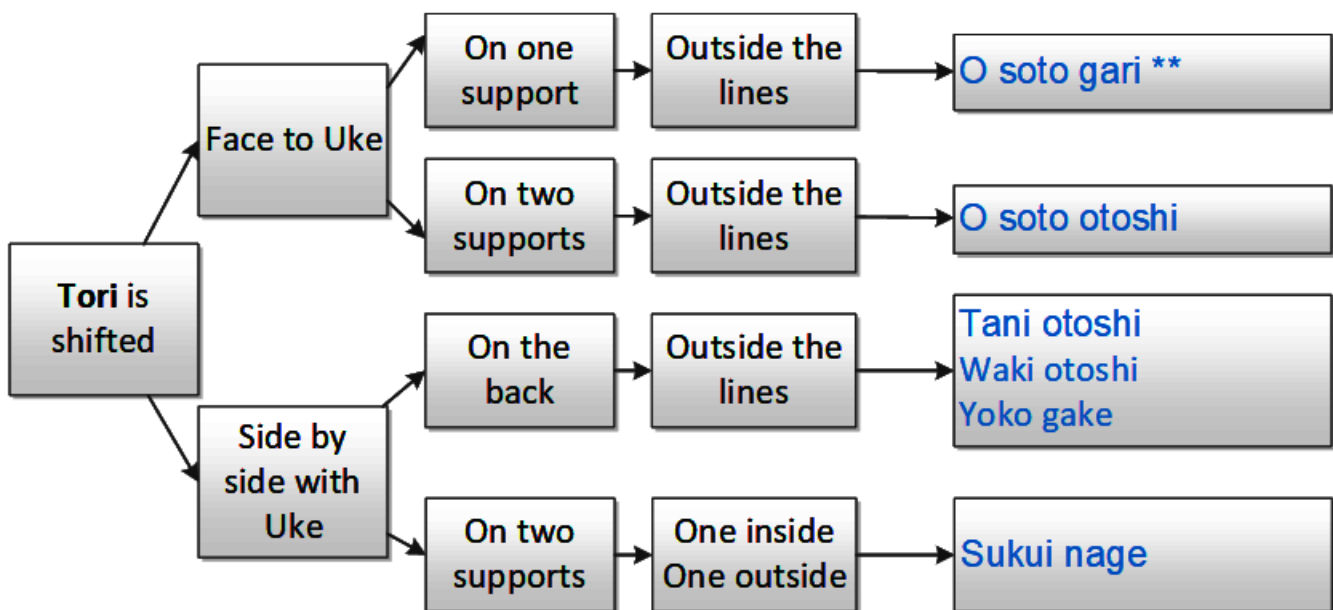 Tori is
shifted
Face to Uke
On one
support
Outside the
lines
O soto gari **
On two
supports
Outside the
lines
O soto otoshi
Side by
side with
Uke
On the
back
Outside the
lines
Tani otoshi
Waki otoshi
Yoko gake
On two
supports
One inside
One outside
Sukui nage